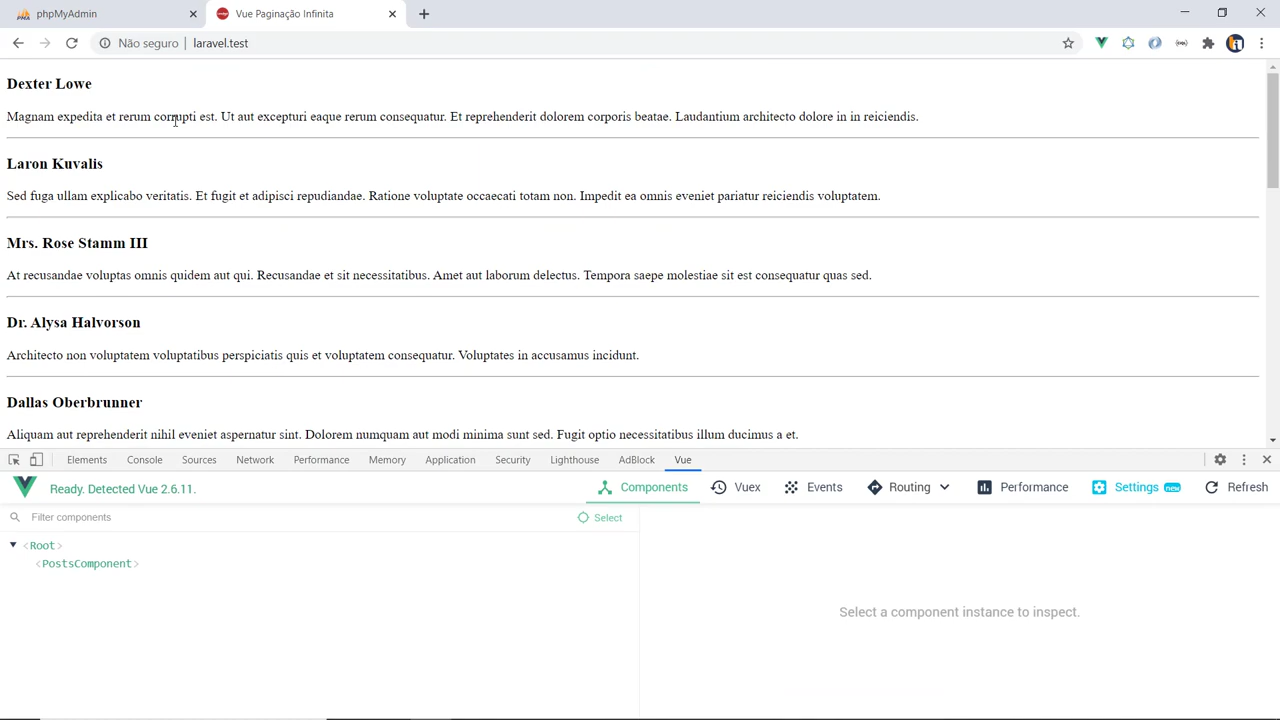 phpMyAdmin
Vue Paginação Infinita
Não seguro | laravel.test
Dexter Lowe
Magnam expedita et rerum corrupti est. Ut aut excepturi eaque rerum consequatur. Et reprehenderit dolorem corporis beatae. Laudantium architecto dolore in in reiciendis.
Laron Kuvalis
Sed fuga ullam explicabo veritatis. Et fugit et adipisci repudiandae. Ratione voluptate occaecati totam non. Impedit ea omnis eveniet pariatur reiciendis voluptatem.
Mrs. Rose Stamm III
At recusandae voluptas omnis quidem aut qui. Recusandae et sit necessitatibus. Amet aut laborum delectus. Tempora saepe molestiae sit est consequatur quas sed.
Dr. Alysa Halvorson
Architecto non voluptatem voluptatibus perspiciatis quis et voluptatem consequatur. Voluptates in accusamus incidunt.
Dallas Oberbrunner
Aliquam aut reprehenderit nihil eveniet aspernatur sint. Dolorem numquam aut modi minima sunt sed. Fugit optio necessitatibus illum ducimus a et.
Elements Console Sources Network Performance Memory Application Security Lighthouse AdBlock Vue
Ready. Detected Vue 2.6.11.
Components Vuex Events Routing Performance Settings new Refresh
Filter components
Select
<Root>
<PostsComponent>
Select a component instance to inspect.